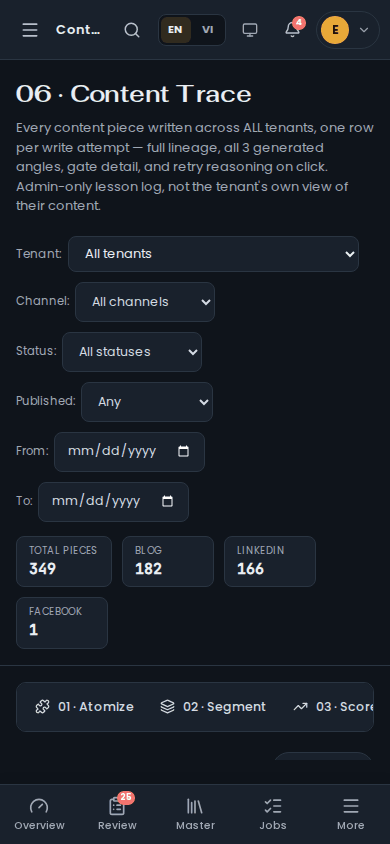 Cont...
EN
VI
4
E
06 · Content Trace
Every content piece written across ALL tenants, one row
per write attempt — full lineage, all 3 generated
angles, gate detail, and retry reasoning on click.
Admin-only lesson log, not the tenant's own view of
their content.
Tenant: All tenants
Channel: All channels
Status: All statuses
Published: Any
From: mm/dd/yyyy
To: mm/dd/yyyy
TOTAL PIECES BLOG LINKEDIN
349 182 166
FACEBOOK
1
01 · Atomize 02 · Segment 03 · Score
26
Overview Review Master Jobs More